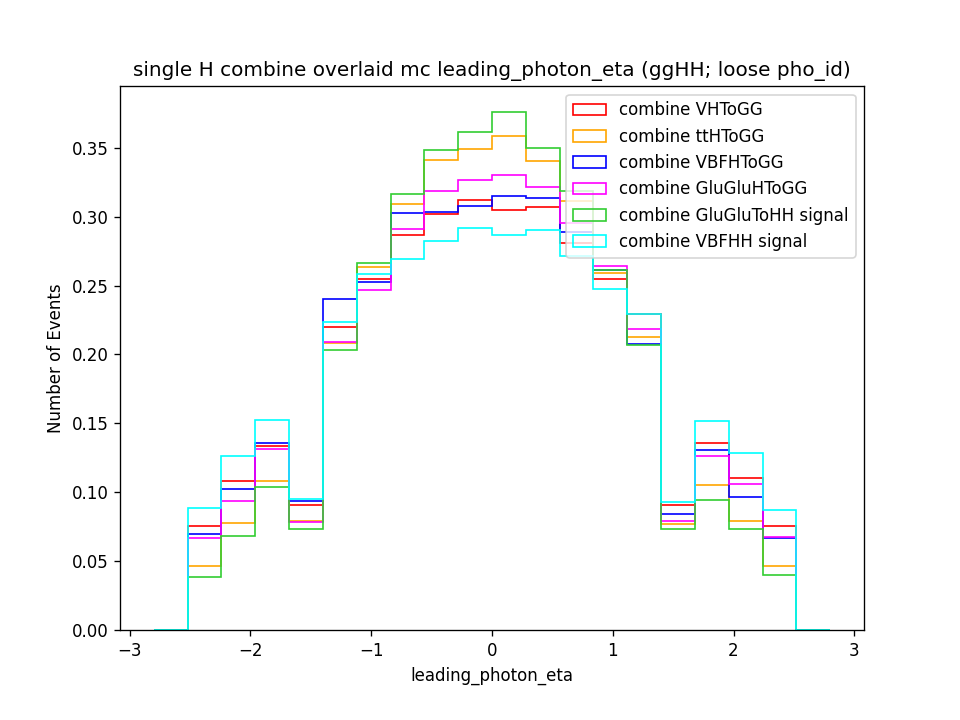 single H combine overlaid mc leading_photon_eta (ggHH; loose pho_id)
combine VHToGG
combine ttHToGG
combine VBFHToGG
combine GluGluHToGG
combine GluGluToHH signal
combine VBFHH signal
Number of Events
0.35
0.30
0.25
0.20
0.15
0.10
0.05
0.00
−3
−2
−1
0
1
2
3
leading_photon_eta